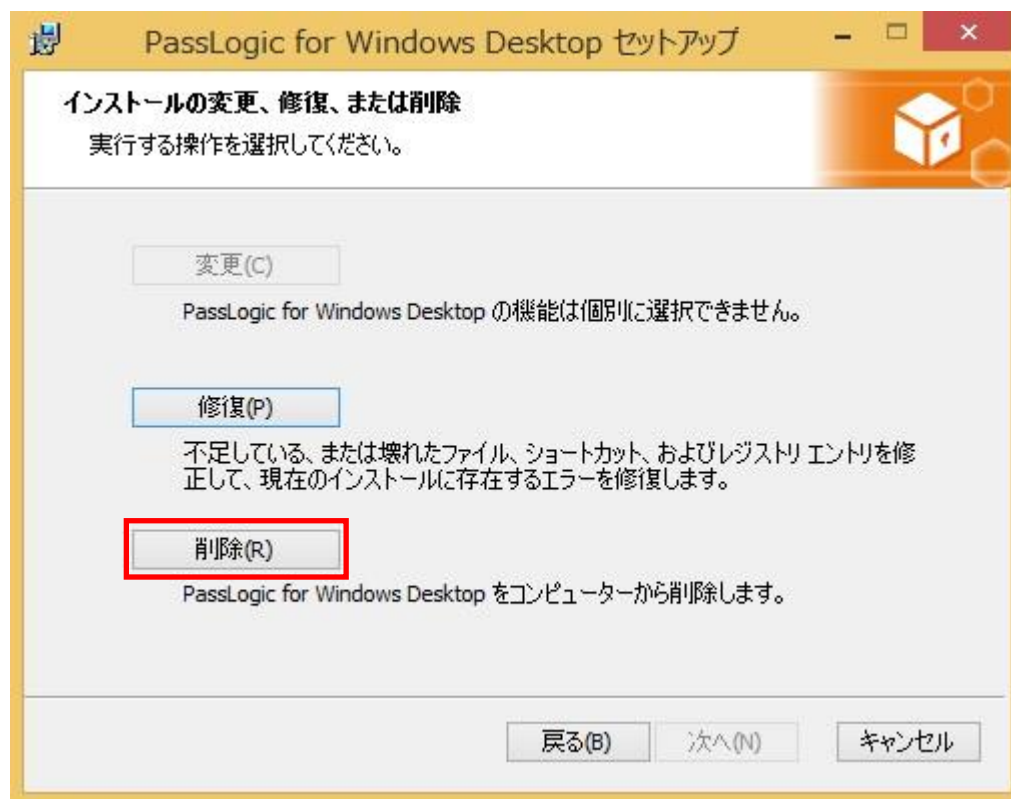 PassLogic for Windows Desktop セットアップ
インストールの変更、修復、または削除
実行する操作を選択してください。
変更(C)
PassLogic for Windows Desktop の機能は個別に選択できません。
修復(P)
不足している、または壊れたファイル、ショートカット、およびレジストリ エントリを修
正して、現在のインストールに存在するエラーを修復します。
削除(R)
PassLogic for Windows Desktop をコンピューターから削除します。
戻る(B) 次へ(N) キャンセル